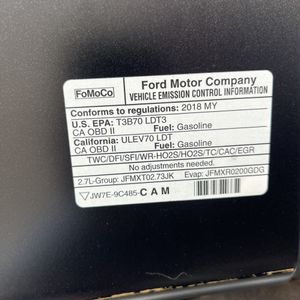 FoMoCo
Ford Motor Company
VEHICLE EMISSION CONTROL INFORMATION
Conforms to regulations: 2018 MY
U.S. EPA: T3B70 LDT3
CA OBD II Fuel: Gasoline
California: ULEV70 LDT
CA OBD II Fuel: Gasoline
TWC/DFI/SFI/WR-HO2S/HO2S/TC/CAC/EGR
No adjustments needed.
2.7L-Group: JFMXT02.73JK Evap: JFMXR0200GDG
JW7E-9C485-CAM